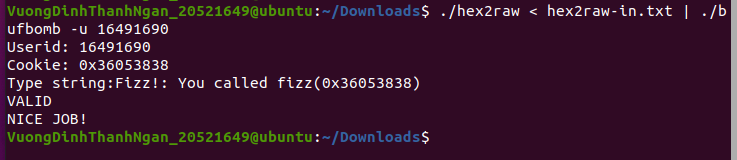 VuongDinhThanhNgan_20521649@ubuntu:~/Downloads$ ./hex2raw < hex2raw-in.txt | ./b
ufbomb -u 16491690
Userid: 16491690
Cookie: 0x36053838
Type string:Fizz!: You called fizz(0x36053838)
VALID
NICE JOB!
VuongDinhThanhNgan_20521649@ubuntu:~/Downloads$